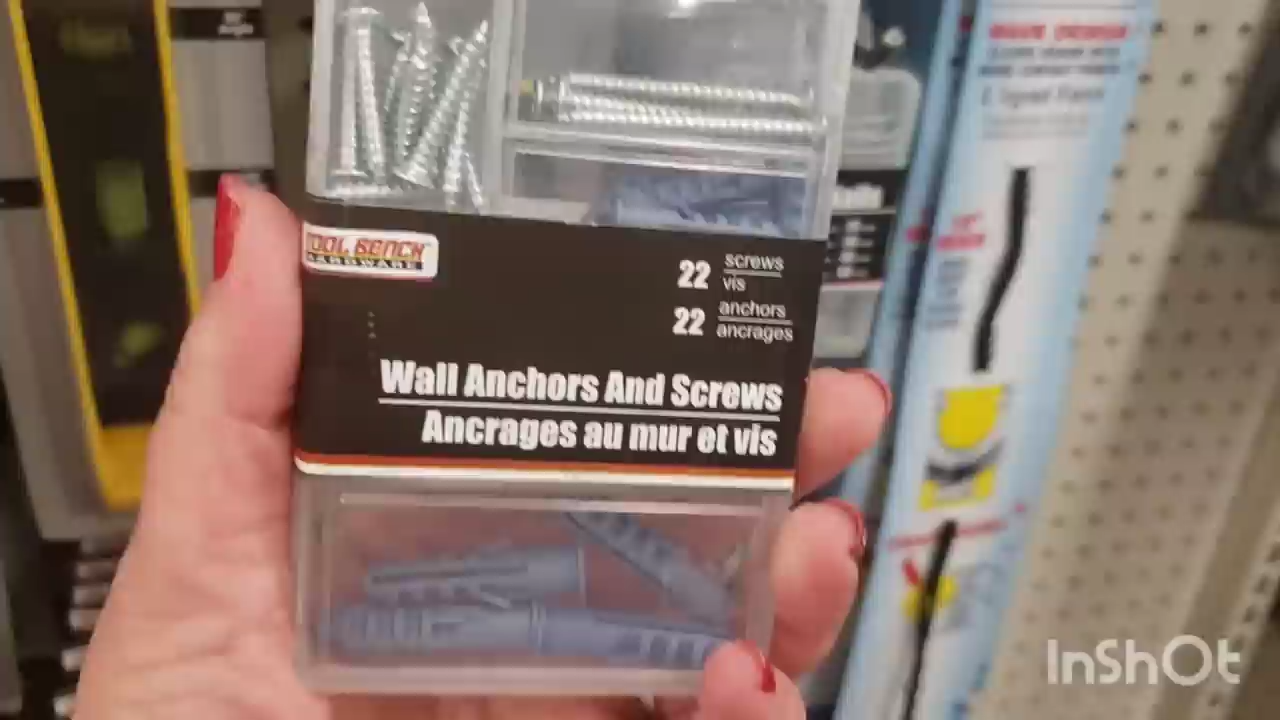 TOOL BENCH
HARDWARE
22 screws
vis
22 anchors
ancrages
Wall Anchors And Screws
Ancrages au mur et vis
InShOt